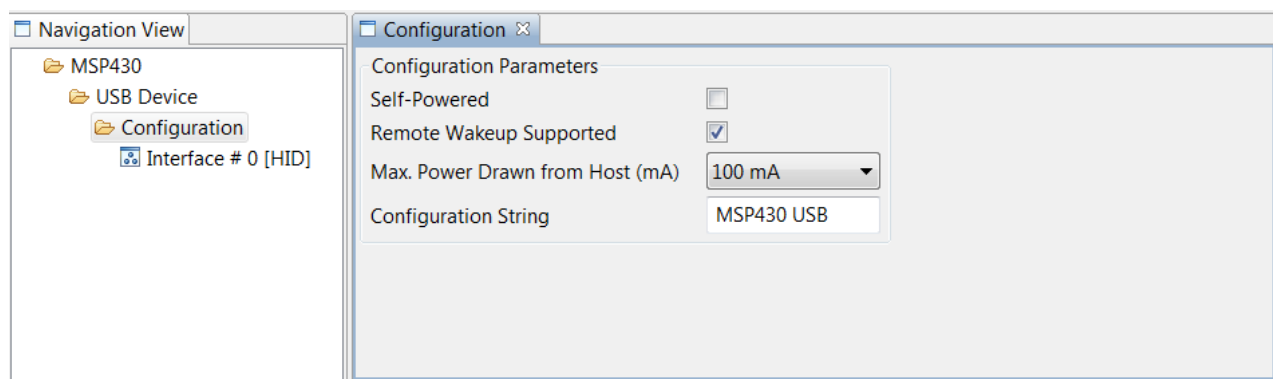 Navigation View
MSP430
USB Device
Configuration
Interface # 0 [HID]
Configuration
Configuration Parameters
Self-Powered
Remote Wakeup Supported
Max. Power Drawn from Host (mA) 100 mA
Configuration String MSP430 USB